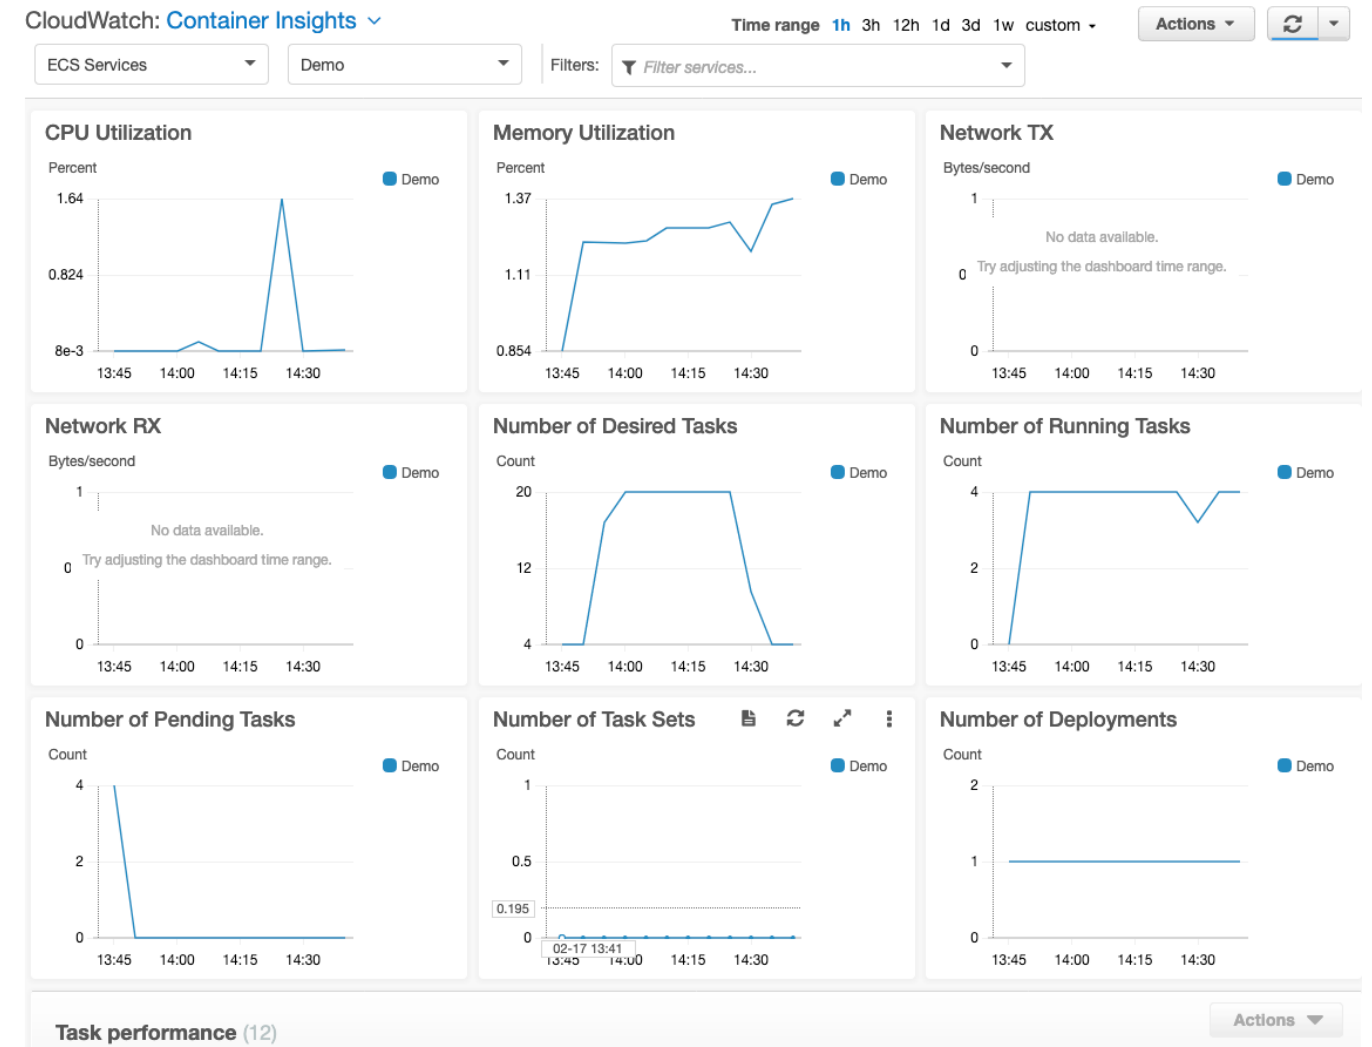 CloudWatch: Container Insights
Time range 1h 3h 12h 1d 3d 1w custom
Actions
ECS Services
Demo
Filters:
Filter services...
CPU Utilization
Percent
Demo
1.64
0.824
8e-3
13:45 14:00 14:15 14:30
Memory Utilization
Percent
Demo
1.37
1.11
0.854
13:45 14:00 14:15 14:30
Network TX
Bytes/second
Demo
1
No data available.
0
Try adjusting the dashboard time range.
0
13:45 14:00 14:15 14:30
Network RX
Bytes/second
Demo
1
No data available.
0
Try adjusting the dashboard time range.
0
13:45 14:00 14:15 14:30
Number of Desired Tasks
Count
Demo
20
12
4
13:45 14:00 14:15 14:30
Number of Running Tasks
Count
Demo
4
2
0
13:45 14:00 14:15 14:30
Number of Pending Tasks
Count
Demo
4
2
0
13:45 14:00 14:15 14:30
Number of Task Sets
Count
Demo
1
0.5
0.195
0
02-17 13:41
13:45 14:00 14:15 14:30
Number of Deployments
Count
Demo
2
1
0
13:45 14:00 14:15 14:30
Task performance (12)
Actions